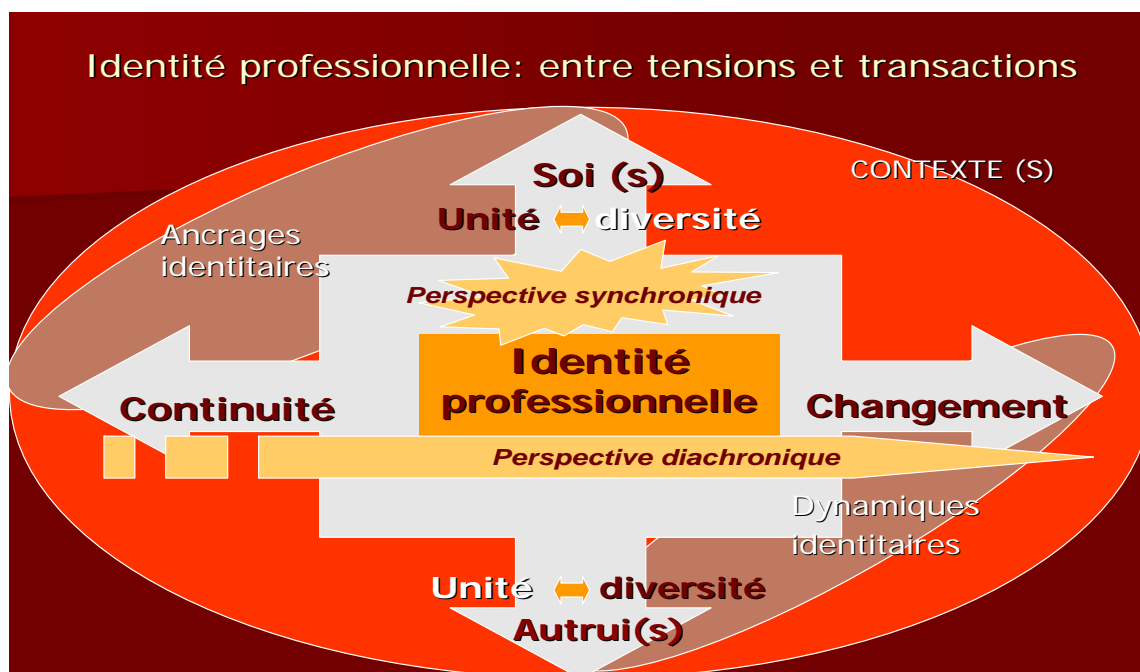 Identité professionnelle: entre tensions et transactions
Soi (s)
CONTEXTE (S)
Unité diversité
Ancrages
identitaires
Perspective synchronique
Identité
professionnelle
Continuité
Changement
Perspective diachronique
Dynamiques
identitaires
Unité diversité
Autrui(s)